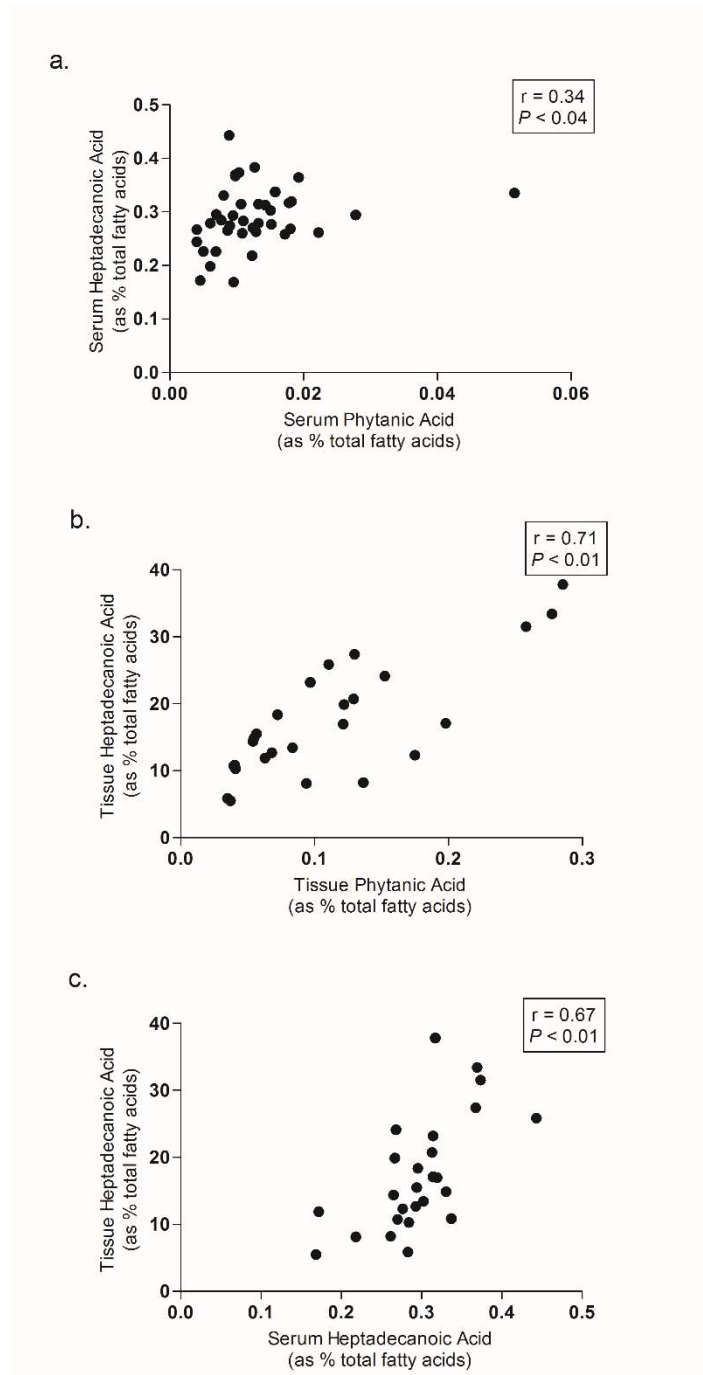 a.
r = 0.34
P < 0.04
Serum Heptadecanoic Acid
(as % total fatty acids)
0.5
0.4
0.3
0.2
0.1
0.0
0.00 0.02 0.04 0.06
Serum Phytanic Acid
(as % total fatty acids)
b.
r = 0.71
P < 0.01
Tissue Heptadecanoic Acid
(as % total fatty acids)
40
30
20
10
0
0.0 0.1 0.2 0.3
Tissue Phytanic Acid
(as % total fatty acids)
c.
r = 0.67
P < 0.01
Tissue Heptadecanoic Acid
(as % total fatty acids)
40
30
20
10
0
0.0 0.1 0.2 0.3 0.4 0.5
Serum Heptadecanoic Acid
(as % total fatty acids)